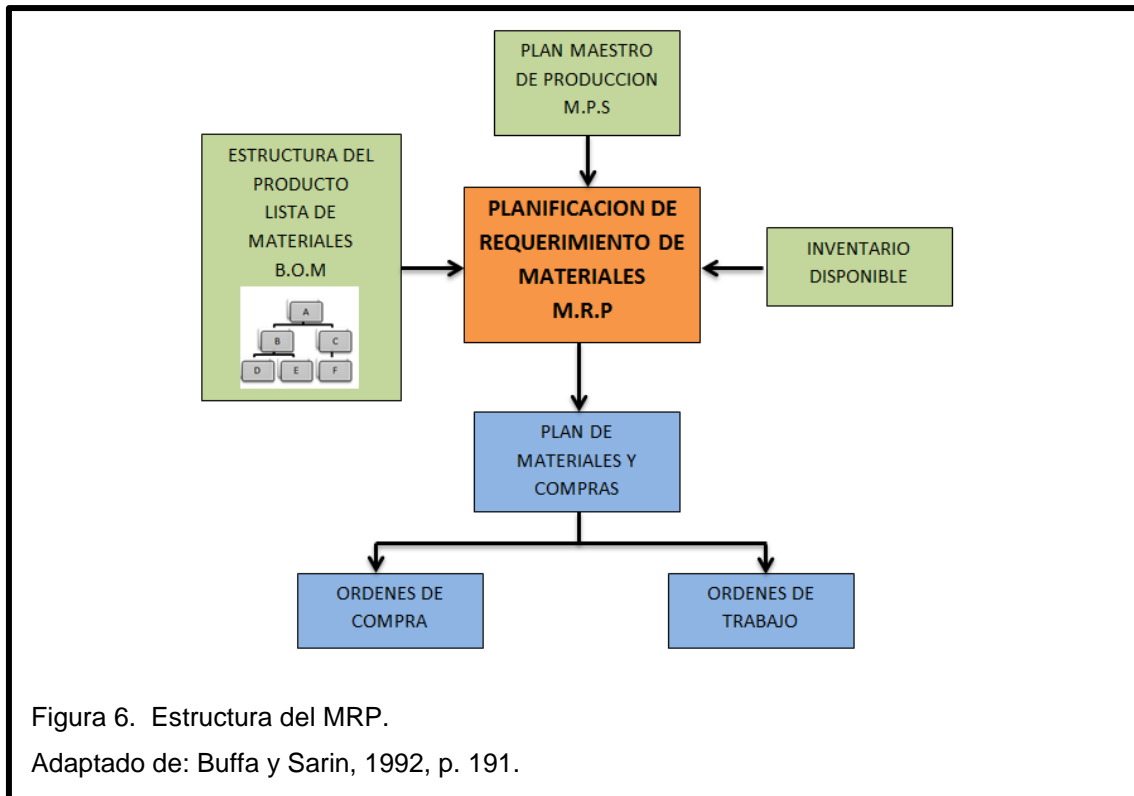 PLAN MAESTRO
DE PRODUCCION
M.P.S
ESTRUCTURA DEL
PRODUCTO
LISTA DE
MATERIALES
B.O.M
A
B
C
D
E
F
PLANIFICACION DE
REQUERIMIENTO DE
MATERIALES
M.R.P
INVENTARIO
DISPONIBLE
PLAN DE
MATERIALES Y
COMPRAS
ORDENES DE
COMPRA
ORDENES DE
TRABAJO
Figura 6. Estructura del MRP.
Adaptado de: Buffa y Sarin, 1992, p. 191.